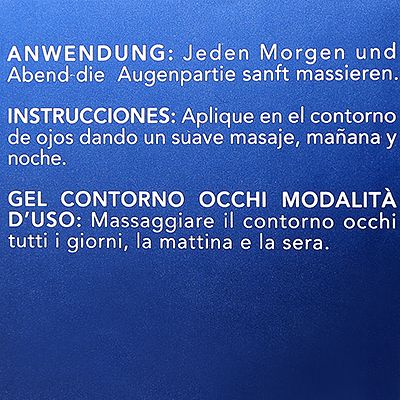 ANWENDUNG: Jeden Morgen und
Abend die Augenpartie sanft massieren.
INSTRUCCIONES: Aplique en el contorno
de ojos dando un suave masaje, mañana y
noche.
GEL CONTORNO OCCHI MODALITÀ
D'USO: Massaggiare il contorno occhi
tutti i giorni, la mattina e la sera.